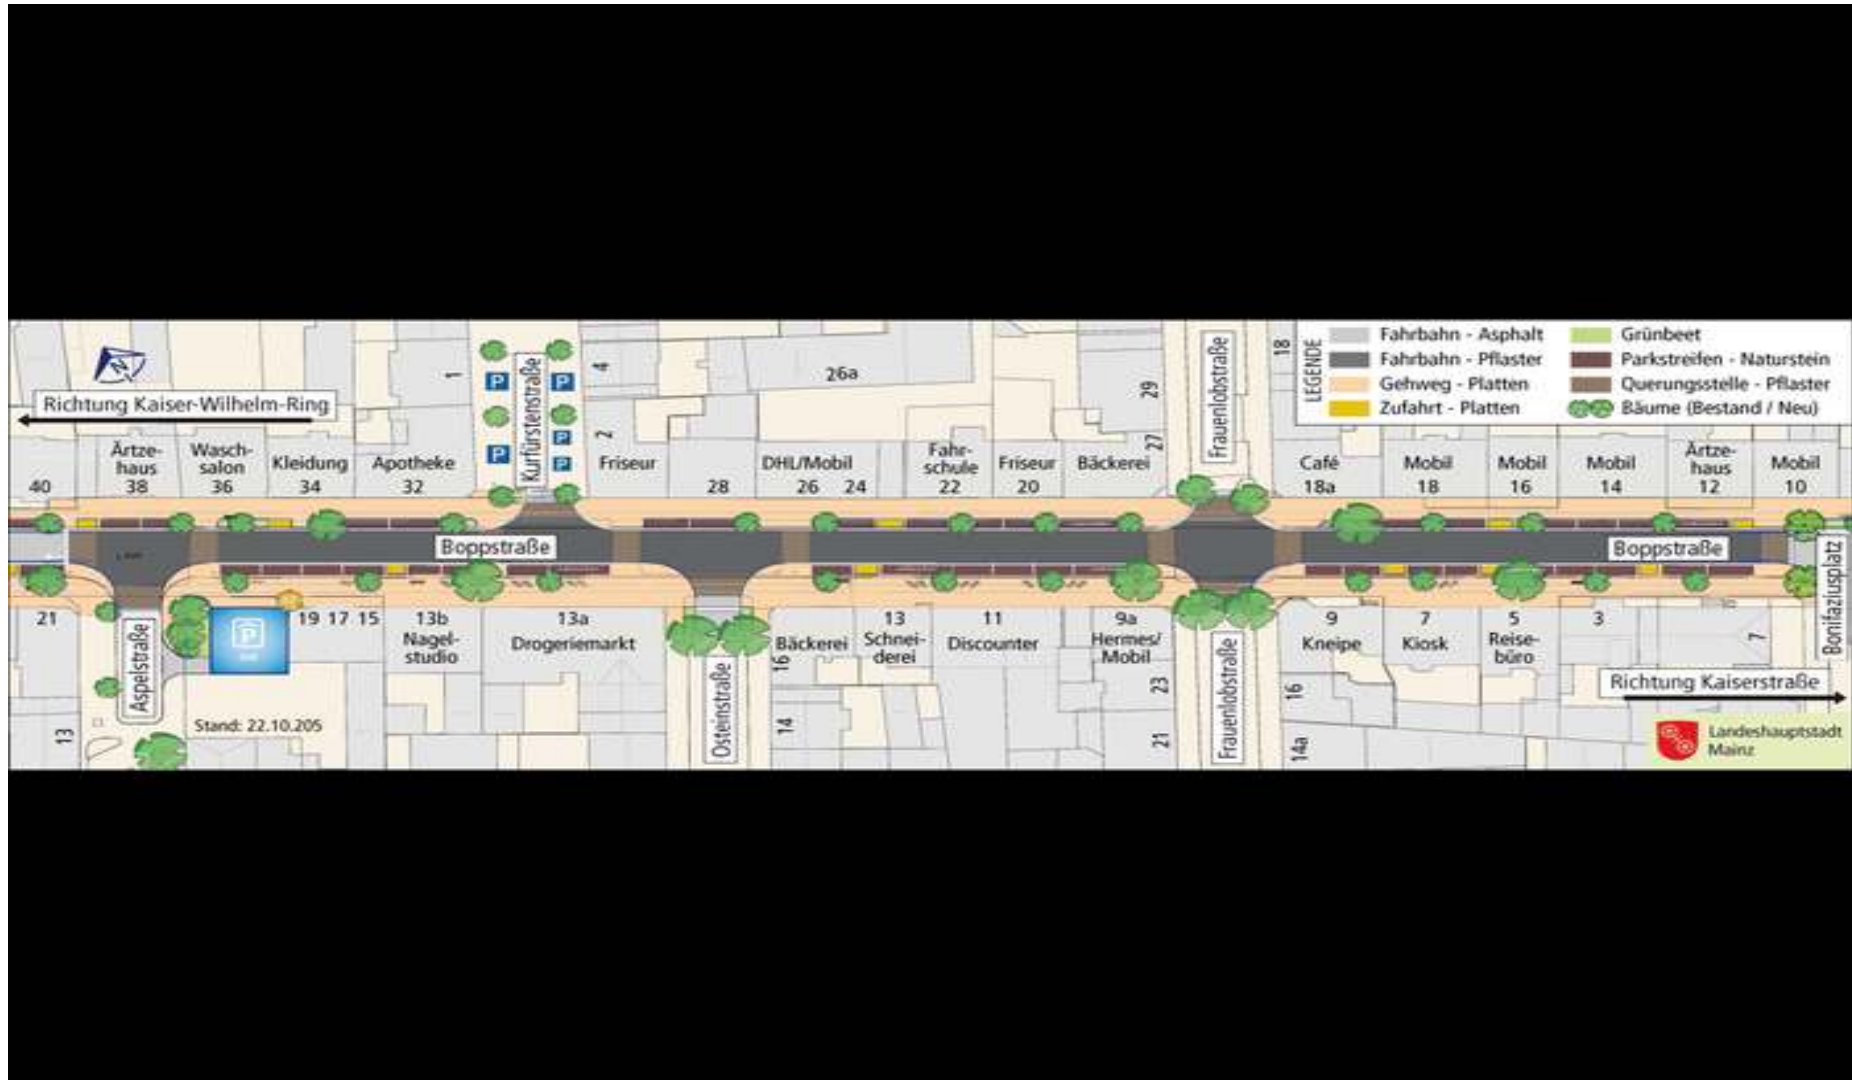 Fahrbahn - Asphalt
Fahrbahn - Pflaster
Gehweg - Platten
Zufahrt - Platten
LEGENDE
Grünbeet
Parkstreifen - Naturstein
Querungsstelle - Pflaster
Bäume (Bestand / Neu)
N
Richtung Kaiser-Wilhelm-Ring
1
Kurfürstenstraße
P
P
P
P
P
4
2
26a
29
27
Frauenlobstraße
18
40
Ärtze-
haus
38
Wasch-
salon
36
Kleidung
34
Apotheke
32
Friseur
28
DHL/Mobil
26 24
Fahr-
schule
22
Friseur
20
Bäckerei
Café
18a
Mobil
18
Mobil
16
Mobil
14
Ärtze-
haus
12
Mobil
10
Boppstraße
Boppstraße
Bonifaziusplatz
21
13
Aspelstraße
P
19 17 15
13b
Nagel-
studio
13a
Drogeriemarkt
Osteinstraße
Bäckerei
16
14
13
Schnei-
derei
11
Discounter
9a
Hermes/
Mobil
23
21
Frauenlobstraße
9
Kneipe
16
14a
7
Kiosk
5
Reise-
büro
3
7
Richtung Kaiserstraße
Stand: 22.10.205
Landeshauptstadt
Mainz